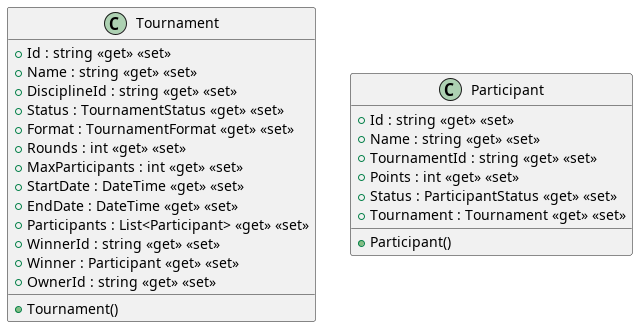 C Tournament
Id : string «get» «set»
Name : string «get» «set»
DisciplineId : string «get» «set»
Status : TournamentStatus «get» «set»
Format : TournamentFormat «get» «set»
Rounds : int «get» «set»
MaxParticipants : int «get» «set»
StartDate : DateTime «get» «set»
EndDate : DateTime «get» «set»
Participants : List<Participant> «get» «set»
WinnerId : string «get» «set»
Winner : Participant «get» «set»
OwnerId : string «get» «set»
Tournament()
C Participant
Id : string «get» «set»
Name : string «get» «set»
TournamentId : string «get» «set»
Points : int «get» «set»
Status : ParticipantStatus «get» «set»
Tournament : Tournament «get» «set»
Participant()